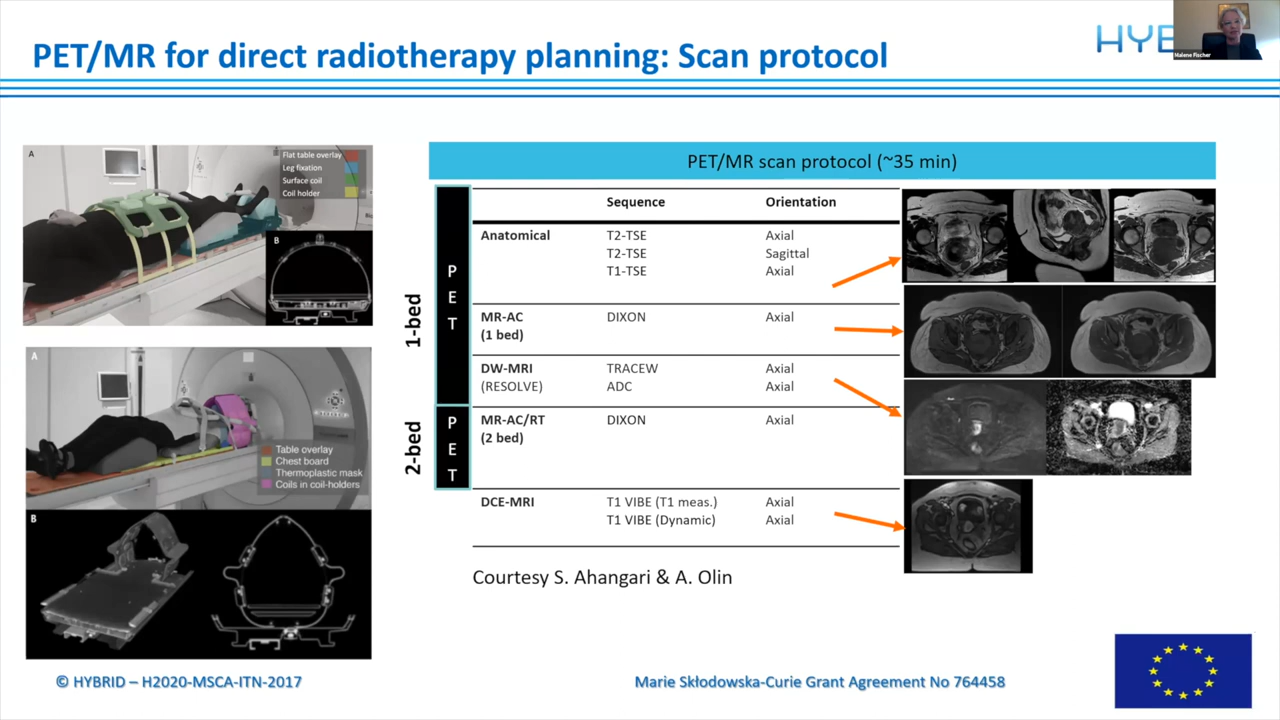 PET/MR for direct radiotherapy planning: Scan protocol
HYB
Malene Fischer
A
Flat table overlay
Leg fixation
Surface coil
Coil holder
B
A
Table overlay
Chest board
Thermoplastic mask
Coils in coil-holders
B
PET/MR scan protocol (~35 min)
1-bed
2-bed
PET
PET
Sequence Orientation
Anatomical T2-TSE Axial
T2-TSE Sagittal
T1-TSE Axial
MR-AC DIXON Axial
(1 bed)
DW-MRI TRACEW Axial
(RESOLVE) ADC Axial
MR-AC/RT DIXON Axial
(2 bed)
DCE-MRI T1 VIBE (T1 meas.) Axial
T1 VIBE (Dynamic) Axial
Courtesy S. Ahangari & A. Olin
© HYBRID – H2020-MSCA-ITN-2017
Marie Skłodowska-Curie Grant Agreement No 764458